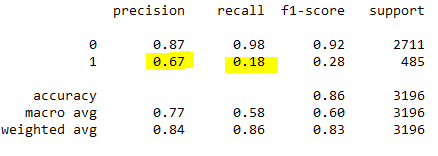 precision recall f1-score support
0 0.87 0.98 0.92 2711
1 0.67 0.18 0.28 485
accuracy 0.86 3196
macro avg 0.77 0.58 0.60 3196
weighted avg 0.84 0.86 0.83 3196